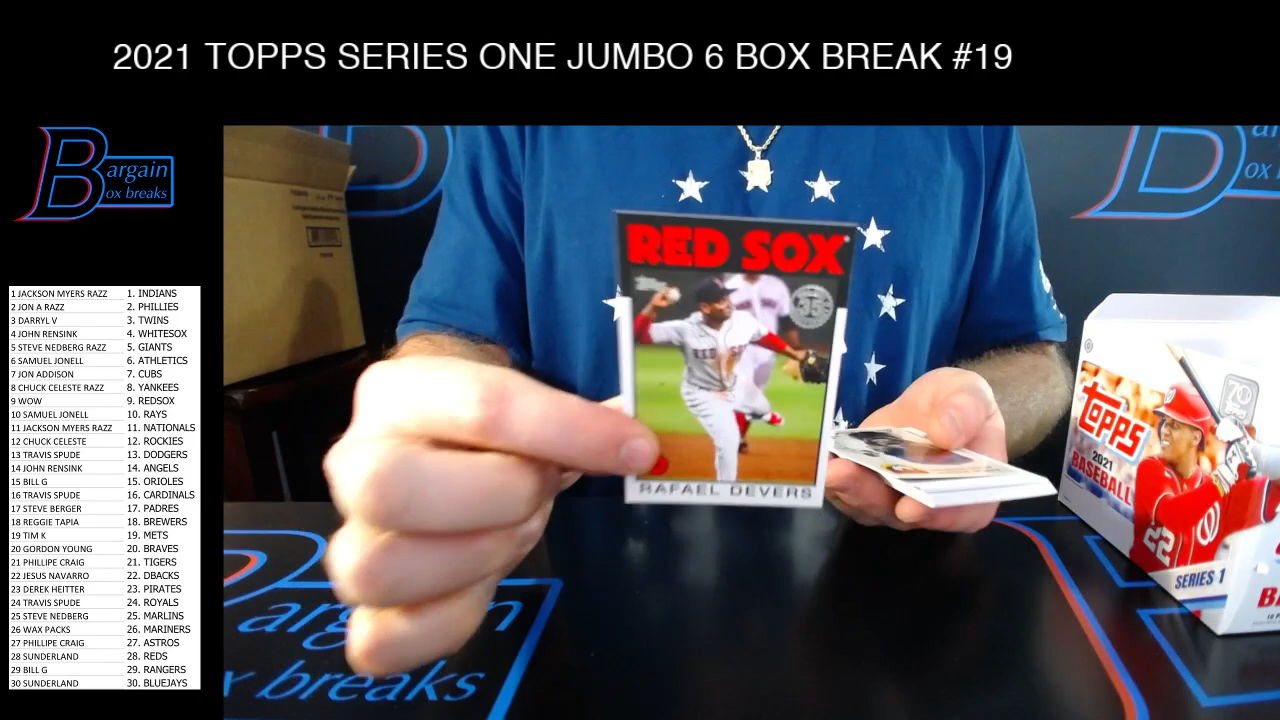 2021 TOPPS SERIES ONE JUMBO 6 BOX BREAK #19
Bargain
Box breaks
1 JACKSON MYERS RAZZ 1. INDIANS
2 JON A RAZZ 2. PHILLIES
3 DARRYL V 3. TWINS
4 JOHN RENSINK 4. WHITESOX
5 STEVE NEDBERG RAZZ 5. GIANTS
6 SAMUEL JONELL 6. ATHLETICS
7 JON ADDISON 7. CUBS
8 CHUCK CELESTE RAZZ 8. YANKEES
9 WOW 9. REDSOX
10 SAMUEL JONELL 10. RAYS
11 JACKSON MYERS RAZZ 11. NATIONALS
12 CHUCK CELESTE 12. ROCKIES
13 TRAVIS SPUDE 13. DODGERS
14 JOHN RENSINK 14. ANGELS
15 BILL G 15. ORIOLES
16 TRAVIS SPUDE 16. CARDINALS
17 STEVE BERGER 17. PADRES
18 REGGIE TAPIA 18. BREWERS
19 TIM K 19. METS
20 GORDON YOUNG 20. BRAVES
21 PHILLIPE CRAIG 21. TIGERS
22 JESUS NAVARRO 22. DBACKS
23 DEREK HEITTER 23. PIRATES
24 TRAVIS SPUDE 24. ROYALS
25 STEVE NEDBERG 25. MARLINS
26 WAX PACKS 26. MARINERS
27 PHILLIPE CRAIG 27. ASTROS
28 SUNDERLAND 28. REDS
29 BILL G 29. RANGERS
30 SUNDERLAND 30. BLUEJAYS
RED SOX
Topps
35
RED S
RAFAEL DEVERS
TOPPS
2021
BASEBALL
70
22
SERIES 1
B
argain
x breaks